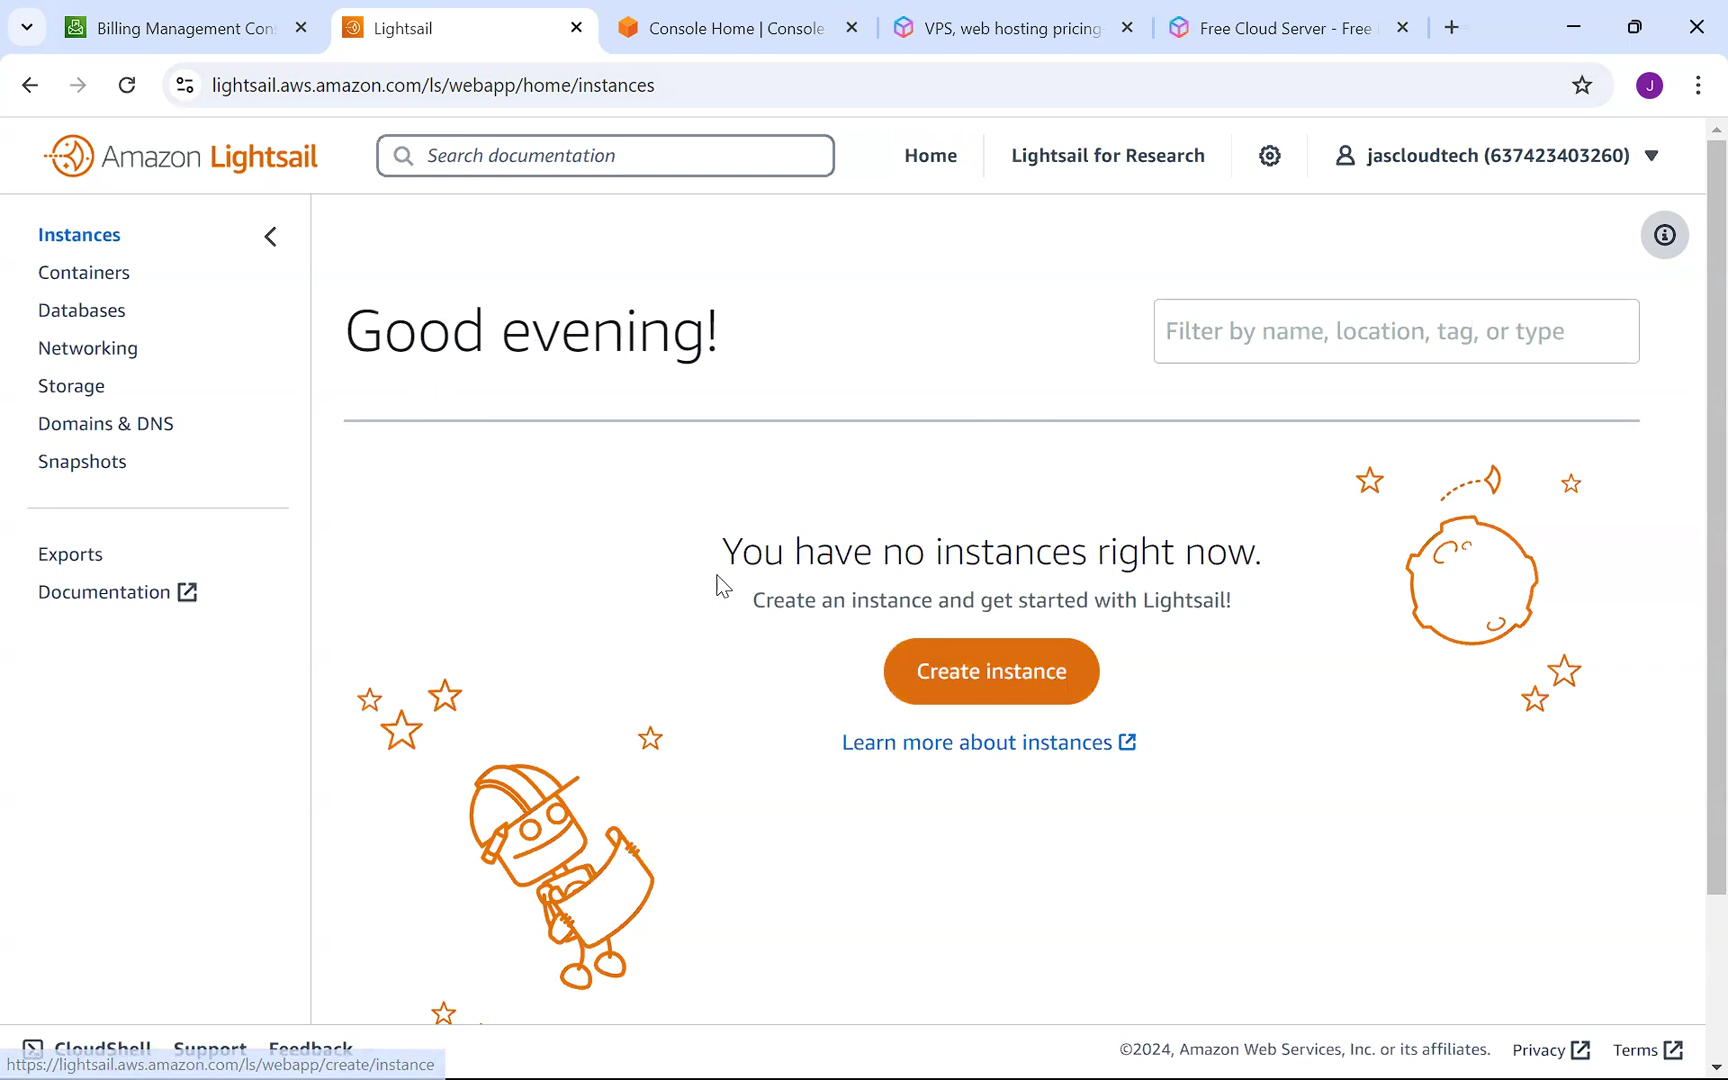 Billing Management Con
Lightsail
Console Home | Console
VPS, web hosting pricing
Free Cloud Server - Free
lightsail.aws.amazon.com/ls/webapp/home/instances
J
Amazon Lightsail
Search documentation
Home
Lightsail for Research
jascloudtech (637423403260)
Instances
Containers
Databases
Networking
Storage
Domains & DNS
Snapshots
Exports
Documentation
Good evening!
Filter by name, location, tag, or type
You have no instances right now.
Create an instance and get started with Lightsail!
Create instance
Learn more about instances
CloudShell Support Feedback
©2024, Amazon Web Services, Inc. or its affiliates.
Privacy
Terms
https://lightsail.aws.amazon.com/ls/webapp/create/instance